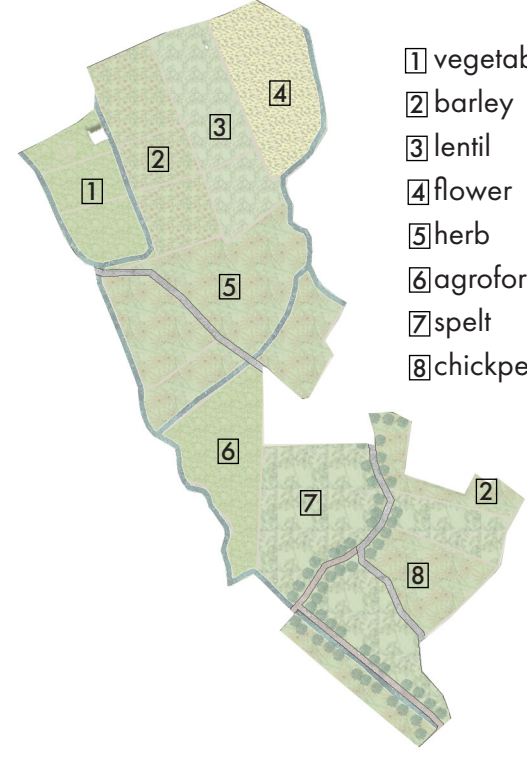 1 vegetab
2 barley
3 lentil
4 flower
5 herb
6 agrofor
7 spelt
8 chickpe
4
3
2
1
5
6
7
2
8